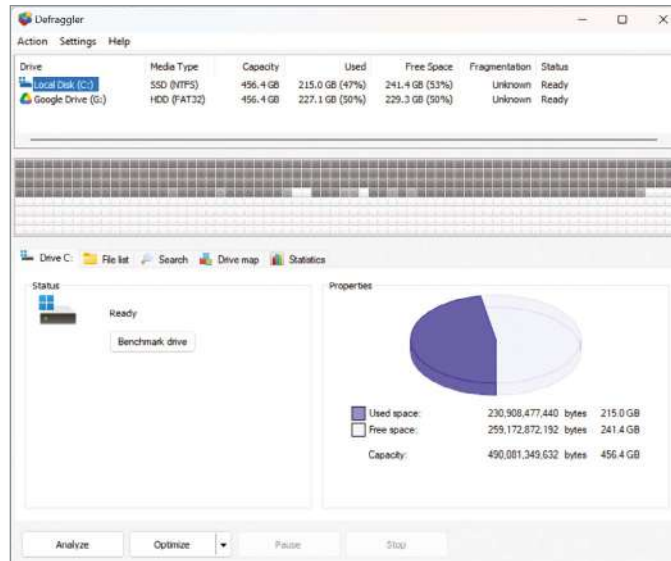 Defraggler
Action Settings Help
Drive Media Type Capacity Used Free Space Fragmentation Status
Local Disk (C:) SSD (NTFS) 456.4 GB 215.0 GB (47%) 241.4 GB (53%) Unknown Ready
Google Drive (G:) HDD (FAT32) 456.4 GB 227.1 GB (50%) 229.3 GB (50%) Unknown Ready
Drive C: File list Search Drive map Statistics
Status Properties
Ready
Benchmark drive
Used space: 230,908,477,440 bytes 215.0 GB
Free space: 259,172,872,192 bytes 241.4 GB
Capacity: 490,081,349,632 bytes 456.4 GB
Analyze Optimize Pause Stop